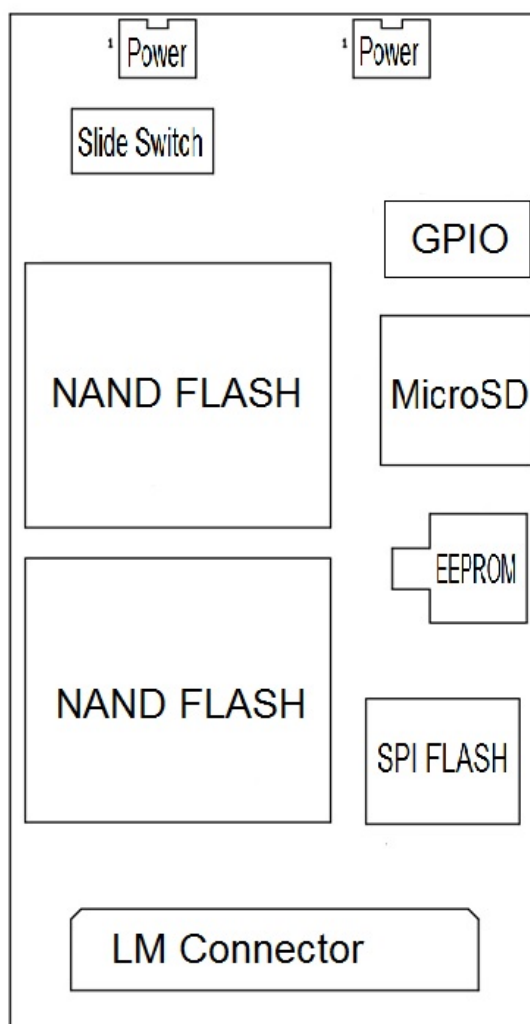 1 Power
1 Power
Slide Switch
GPIO
NAND FLASH
MicroSD
EEPROM
NAND FLASH
SPI FLASH
LM Connector